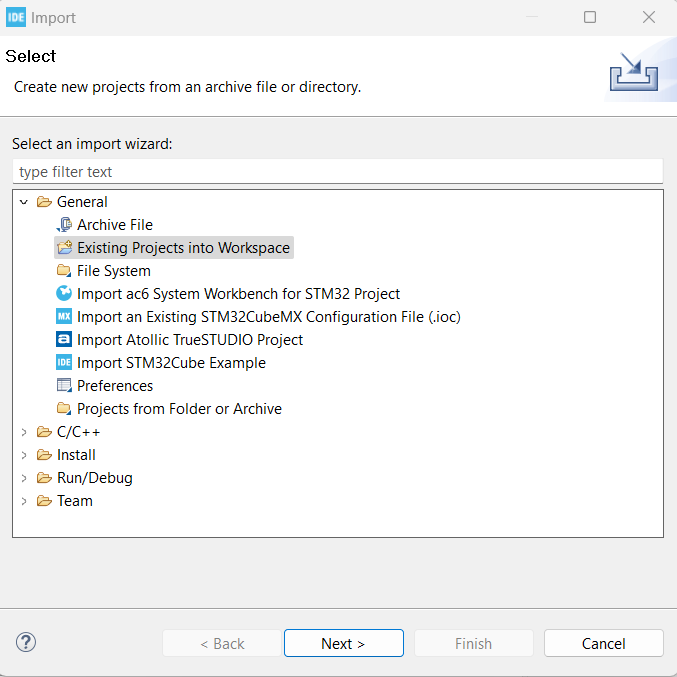 IDE Import
Select
Create new projects from an archive file or directory.
Select an import wizard:
type filter text
General
Archive File
Existing Projects into Workspace
File System
Import ac6 System Workbench for STM32 Project
MX Import an Existing STM32CubeMX Configuration File (.ioc)
a Import Atollic TrueSTUDIO Project
IDE Import STM32Cube Example
Preferences
Projects from Folder or Archive
C/C++
Install
Run/Debug
Team
? < Back Next > Finish Cancel